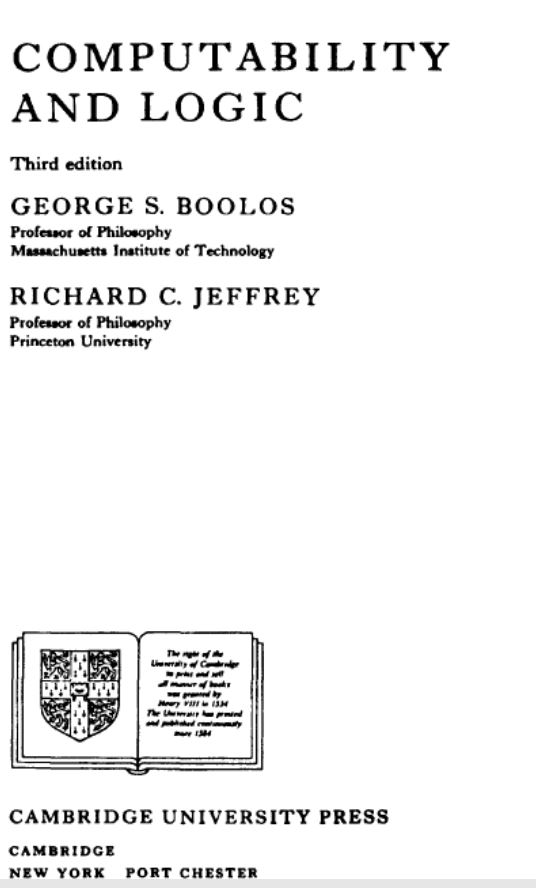 COMPUTABILITY
AND LOGIC
Third edition
GEORGE S. BOOLOS
Professor of Philosophy
Massachusetts Institute of Technology
RICHARD C. JEFFREY
Professor of Philosophy
Princeton University
The right of the
University of Cambridge
to print and sell
all manner of books
was granted by
Henry VIII in 1534
The University has printed
and published continuously
since 1584
CAMBRIDGE UNIVERSITY PRESS
CAMBRIDGE
NEW YORK PORT CHESTER